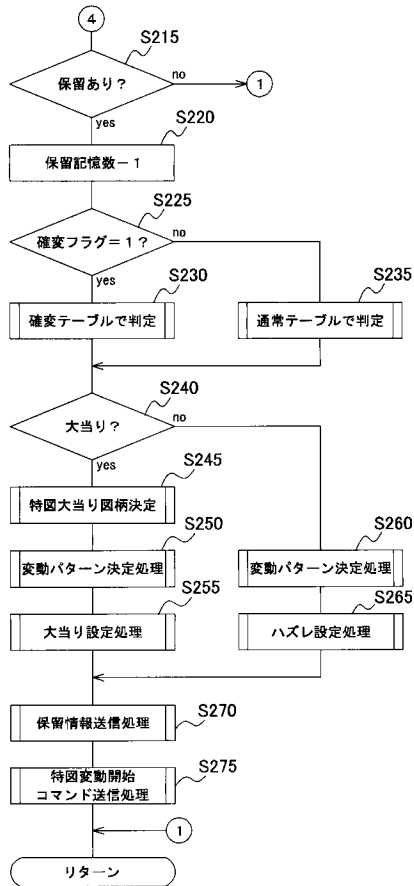 4
S215
保留あり？
no
1
yes
S220
保留記憶数－１
S225
確変フラグ＝１？
no
yes
S230
確変テーブルで判定
S235
通常テーブルで判定
S240
大当り？
no
yes
S245
特図大当り図柄決定
S250
変動パターン決定処理
S260
変動パターン決定処理
S255
大当り設定処理
S265
ハズレ設定処理
S270
保留情報送信処理
S275
特図変動開始
コマンド送信処理
1
リターン